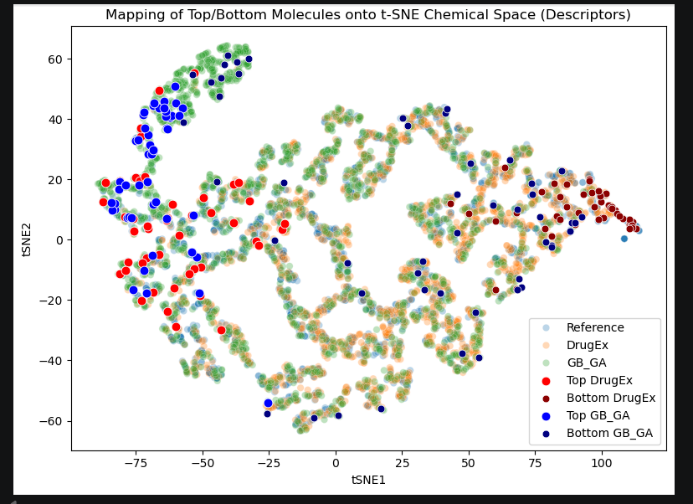 Mapping of Top/Bottom Molecules onto t-SNE Chemical Space (Descriptors)
60
40
20
0
−20
−40
−60
tSNE2
−75
−50
−25
0
25
50
75
100
tSNE1
Reference
DrugEx
GB_GA
Top DrugEx
Bottom DrugEx
Top GB_GA
Bottom GB_GA